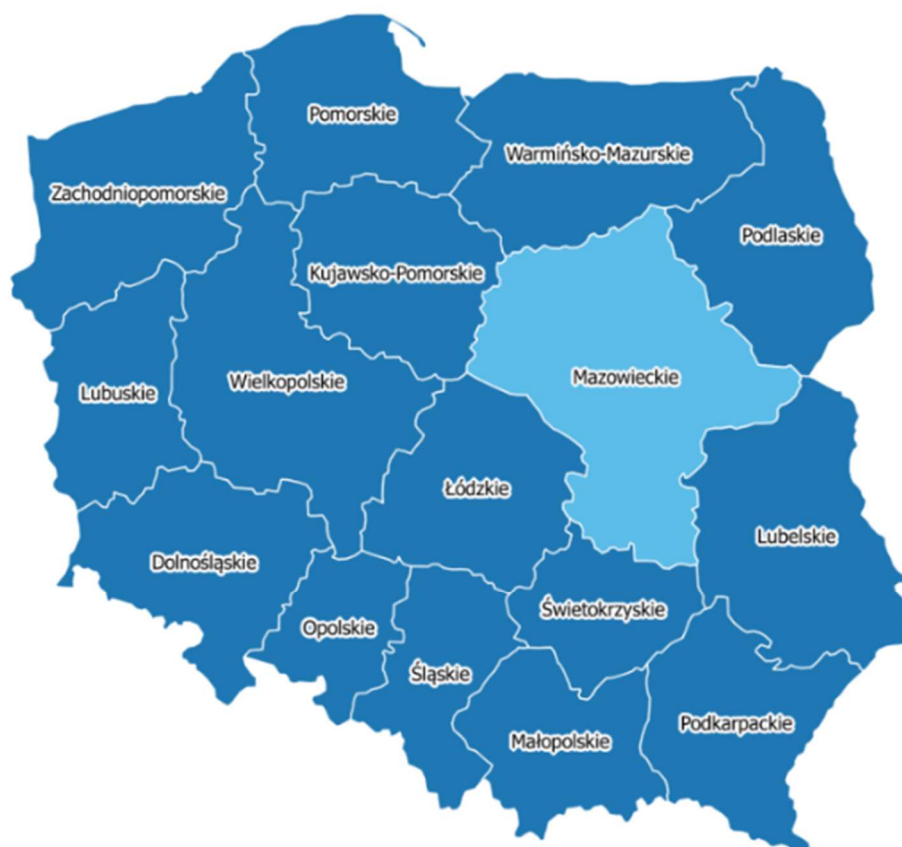 Pomorskie
Warmińsko-Mazurskie
Zachodniopomorskie
Podlaskie
Kujawsko-Pomorskie
Mazowieckie
Wielkopolskie
Lubuskie
Łódzkie
Lubelskie
Dolnośląskie
Świetokrzyskie
Opolskie
Śląskie
Podkarpackie
Małopolskie